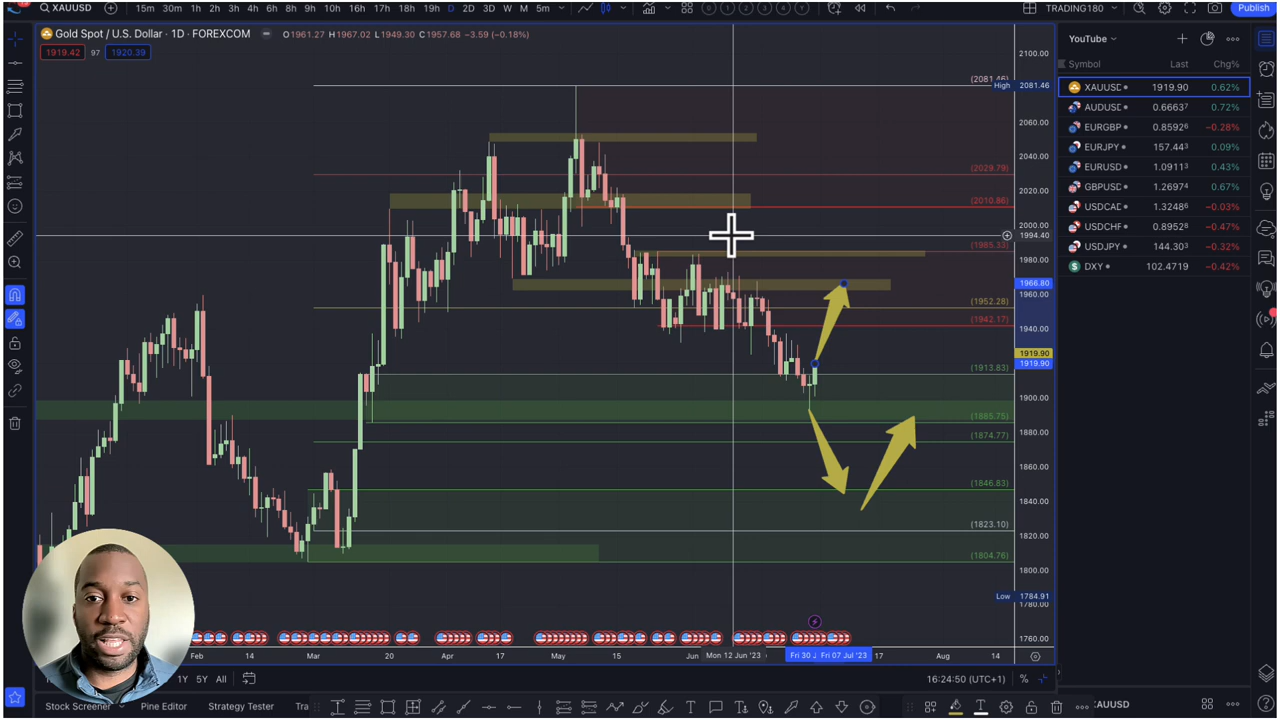 XAUUSD 15m 30m 1h 2h 3h 4h 6h 8h 9h 10h 16h 17h 18h 19h D 2D 3D W M 5m TRADING180 Publish
Gold Spot / U.S. Dollar · 1D · FOREXCOM O1961.27 H1967.02 L1949.30 C1957.68 −3.59 (−0.18%)
1919.42 97 1920.39
2100.00
(2081.46)
High 2081.46
2060.00
2040.00
(2029.79)
2020.00
(2010.86)
2000.00
1994.40
(1985.33)
1980.00
1966.80
1960.00
(1952.28)
1940.00
(1942.17)
1919.90
1919.90
(1913.83)
1900.00
(1885.75)
1880.00
(1874.77)
1860.00
(1846.83)
1840.00
(1823.10)
1820.00
(1804.76)
1800.00
Low 1784.91
1780.00
1760.00
Feb 14 Mar 20 Apr 17 May 15 Jun Mon 12 Jun '23 Fri 30 J Fri 07 Jul '23 17 Aug 14
1Y 5Y All 16:24:50 (UTC+1) %
Stock Screener Pine Editor Strategy Tester Tra
YouTube
Symbol Last Chg%
XAUUSD 1919.90 0.62%
AUDUSD 0.66637 0.72%
EURGBP 0.85926 −0.28%
EURJPY 157.443 0.09%
EURUSD 1.09113 0.43%
GBPUSD 1.26974 0.67%
USDCAD 1.32486 −0.03%
USDCHF 0.89528 −0.47%
USDJPY 144.303 −0.32%
DXY 102.4719 −0.42%
XAUUSD